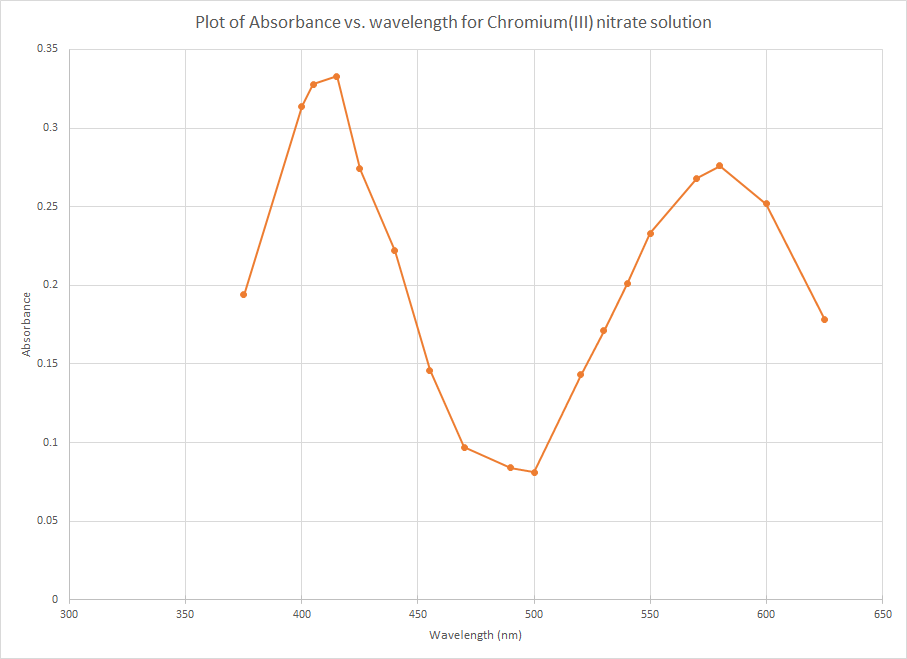 Plot of Absorbance vs. wavelength for Chromium(III) nitrate solution
0.35
0.3
0.25
0.2
0.15
0.1
0.05
0
Absorbance
300 350 400 450 500 550 600 650
Wavelength (nm)